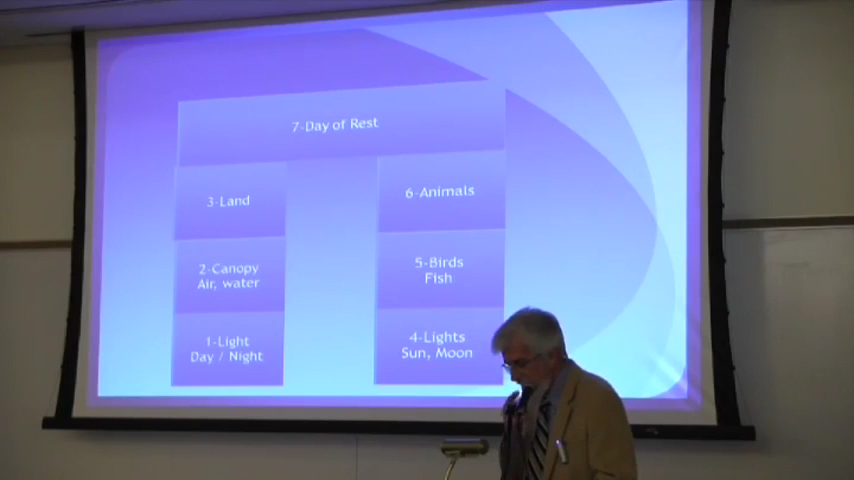 7-Day of Rest
3-Land
6-Animals
2-Canopy
Air, water
5-Birds
Fish
1-Light
Day / Night
4-Lights
Sun, Moon